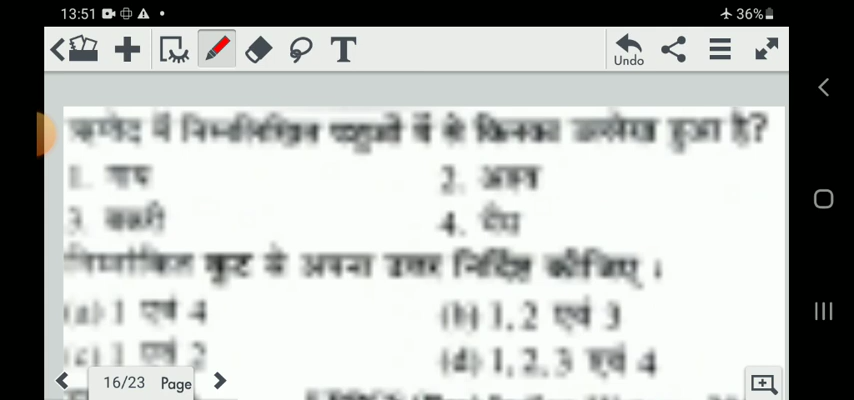 13:51 36%
Undo
ऋग्वेद में निम्नलिखित पशुओं में से किनका उल्लेख हुआ है?
1. गाय 2. अश्व
3. बकरी 4.
निम्नांकित कूट से अपना उत्तर निर्दिष्ट कीजिए ।
(a) 1 एवं 4 (b) 1, 2 एवं 3
(c) 1 एवं 2 (d) 1, 2, 3 एवं 4
16/23 Page